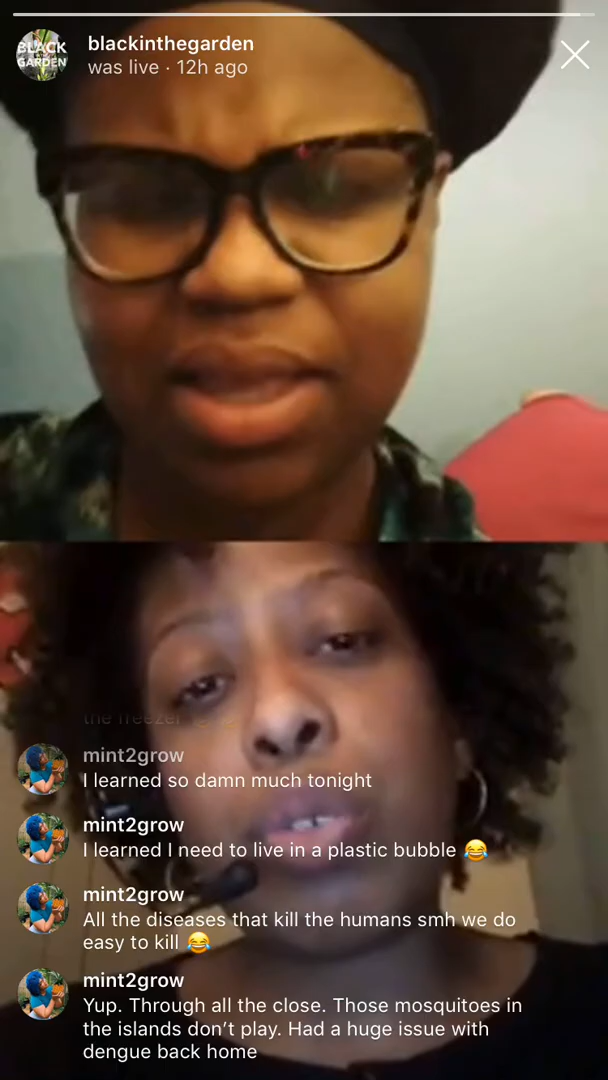 BLACK
GARDEN
blackinthegarden
was live · 12h ago
the freezer
mint2grow
I learned so damn much tonight
mint2grow
I learned I need to live in a plastic bubble 😂
mint2grow
All the diseases that kill the humans smh we do
easy to kill 😂
mint2grow
Yup. Through all the close. Those mosquitoes in
the islands don’t play. Had a huge issue with
dengue back home